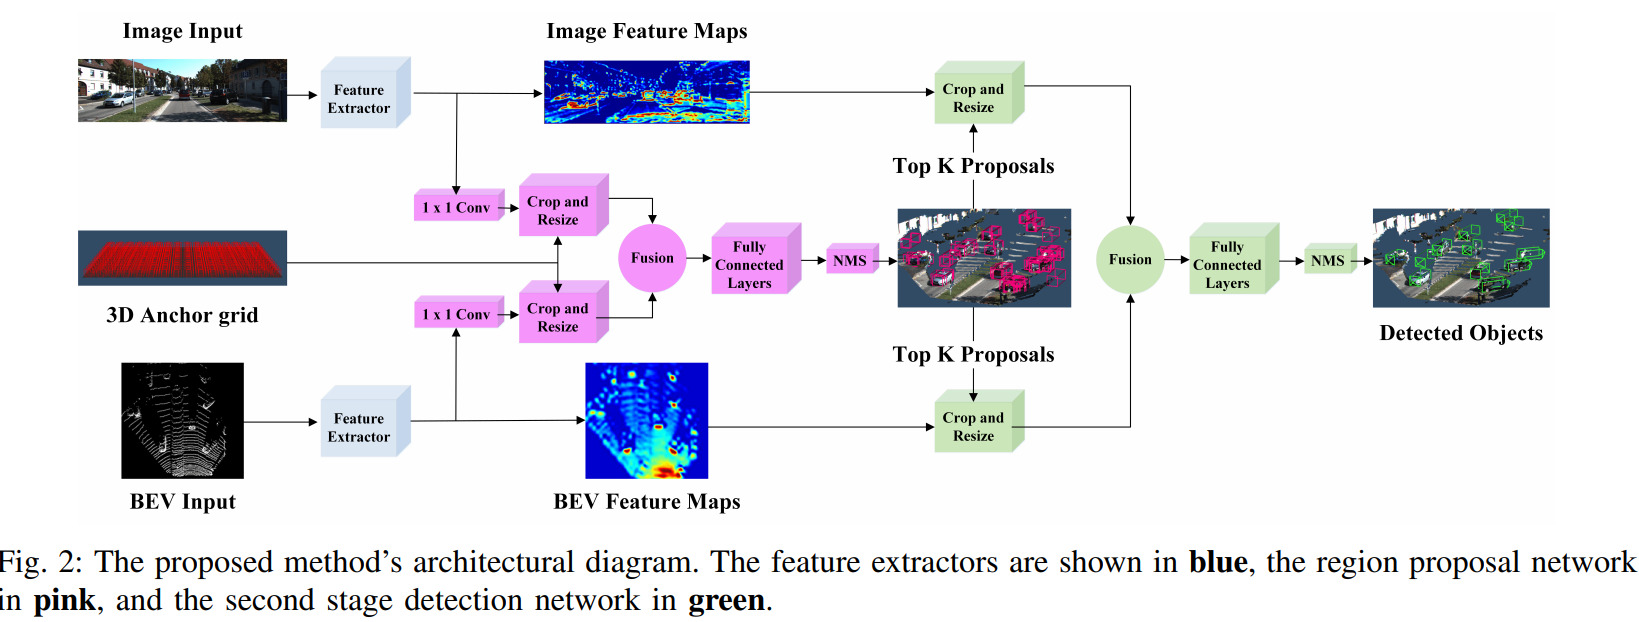 Image Input
Image Feature Maps
Feature
Extractor
Crop and
Resize
Top K Proposals
1 x 1 Conv
Crop and
Resize
Fusion
Fully
Connected
Layers
NMS
Fusion
Fully
Connected
Layers
NMS
3D Anchor grid
1 x 1 Conv
Crop and
Resize
Detected Objects
Top K Proposals
Feature
Extractor
Crop and
Resize
BEV Input
BEV Feature Maps
Fig. 2: The proposed method's architectural diagram. The feature extractors are shown in blue, the region proposal network
in pink, and the second stage detection network in green.